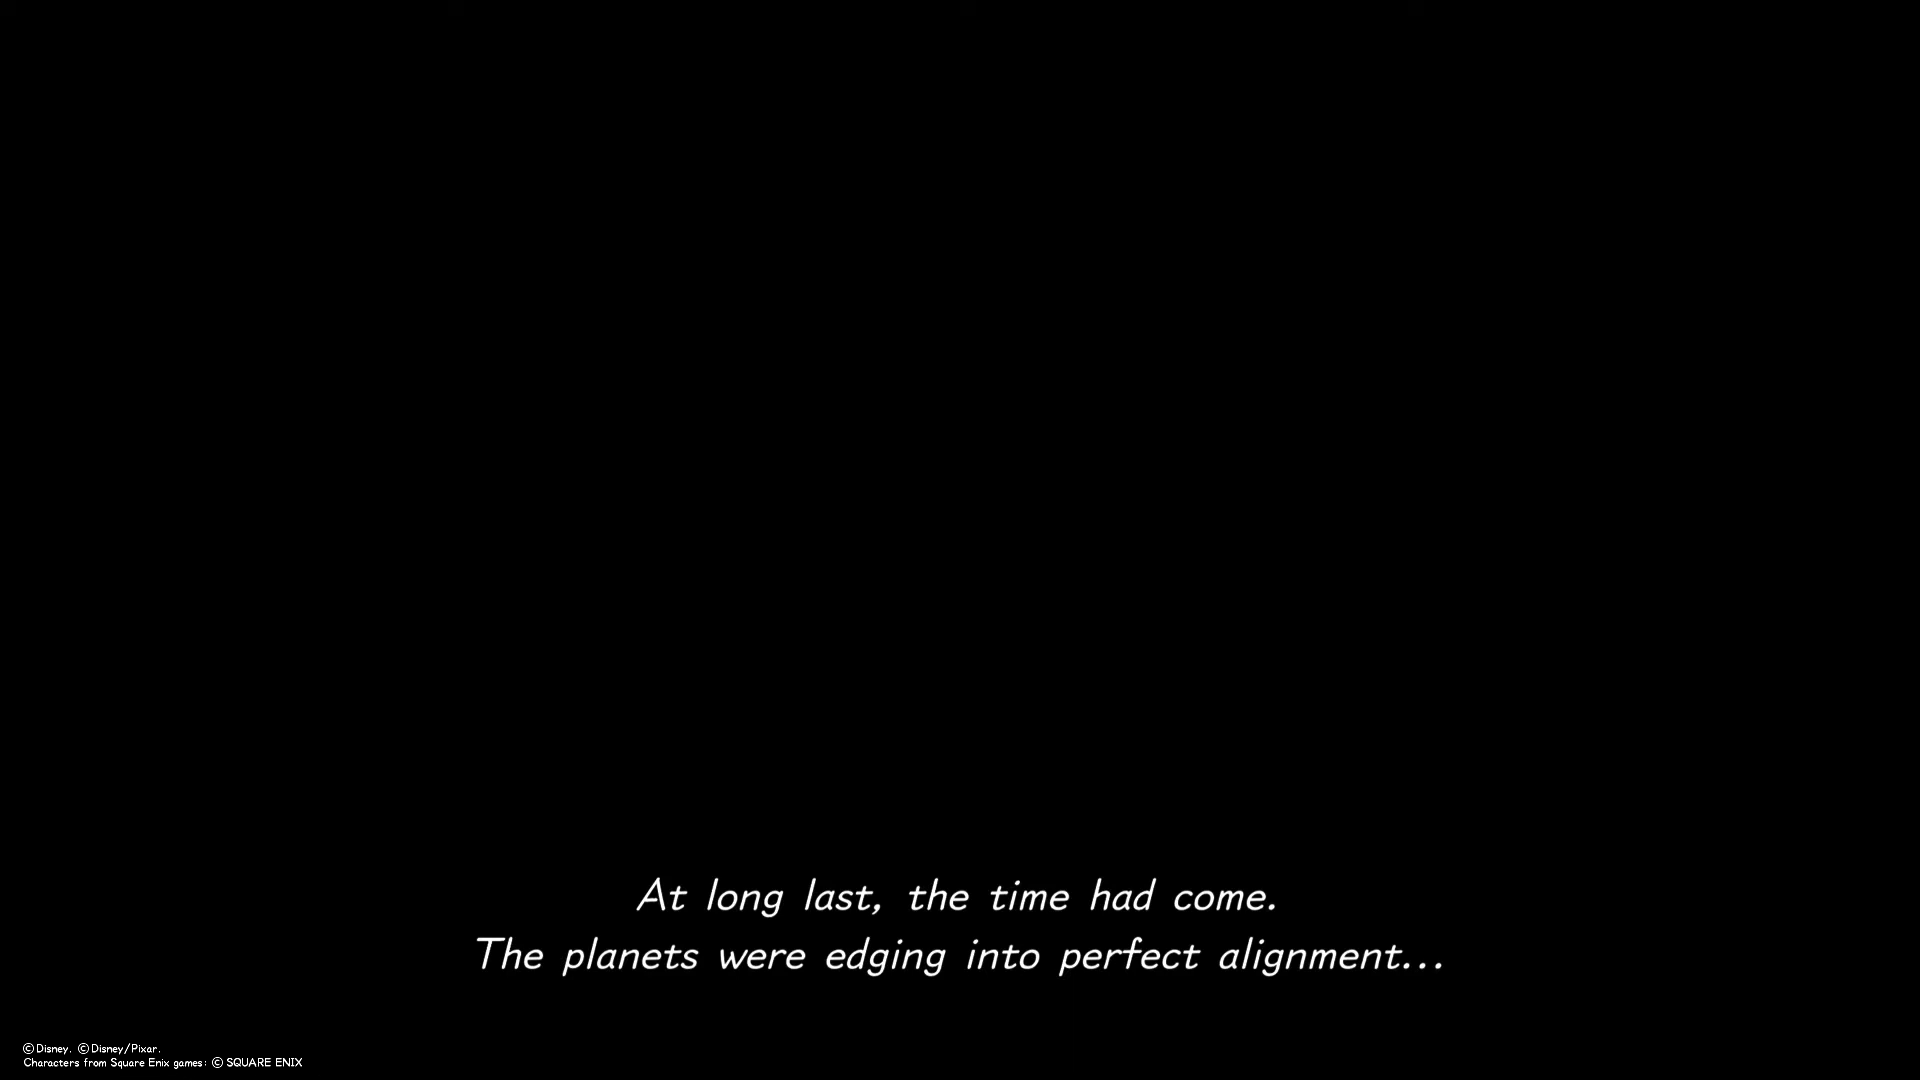 At long last, the time had come.
The planets were edging into perfect alignment...
©Disney. ©Disney/Pixar.
Characters from Square Enix games: © SQUARE ENIX